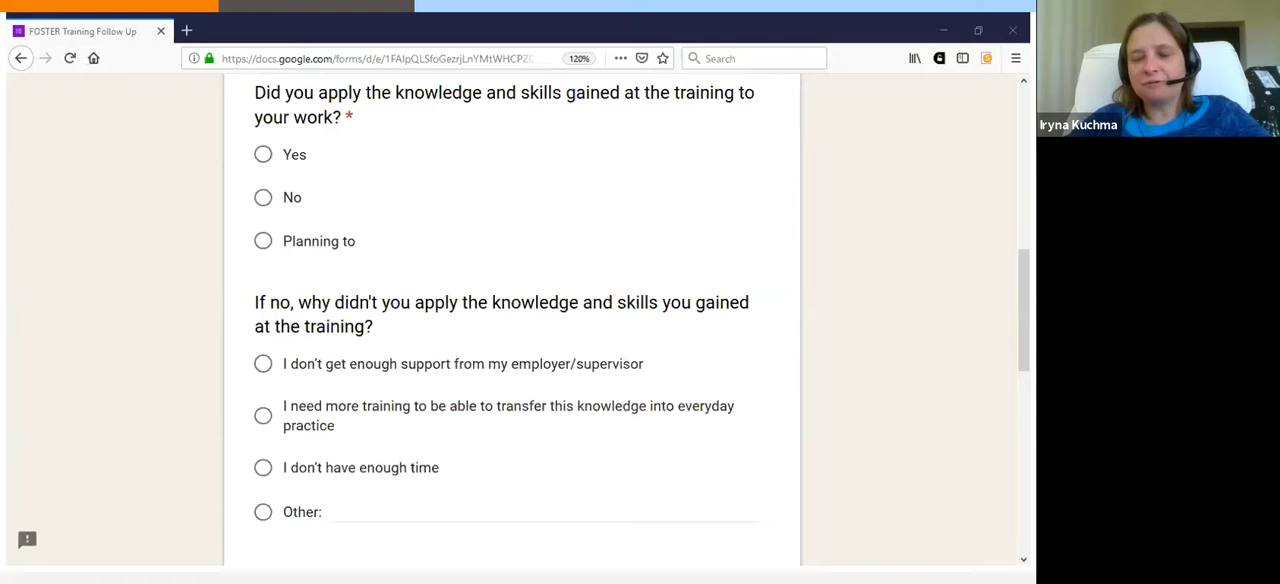 FOSTER Training Follow Up
https://docs.google.com/forms/d/e/1FAIpQLSfoGezrjLnYMtWHCPZ
120%
Search
Iryna Kuchma
Did you apply the knowledge and skills gained at the training to
your work? *
Yes
No
Planning to
If no, why didn't you apply the knowledge and skills you gained
at the training?
I don't get enough support from my employer/supervisor
I need more training to be able to transfer this knowledge into everyday
practice
I don't have enough time
Other: